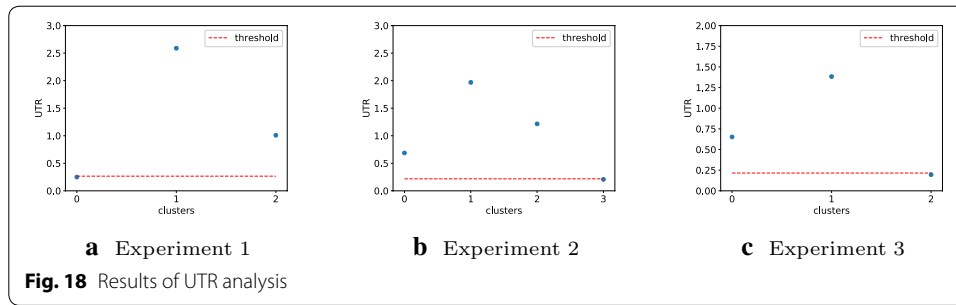 3.0
2.5
2.0
1.5
1.0
0.5
0.0
UTR
threshold
0 1 2
clusters
a Experiment 1
3.0
2.5
2.0
1.5
1.0
0.5
0.0
UTR
threshold
0 1 2 3
clusters
b Experiment 2
2.00
1.75
1.50
1.25
1.00
0.75
0.50
0.25
0.00
UTR
threshold
0 1 2
clusters
c Experiment 3
Fig. 18 Results of UTR analysis